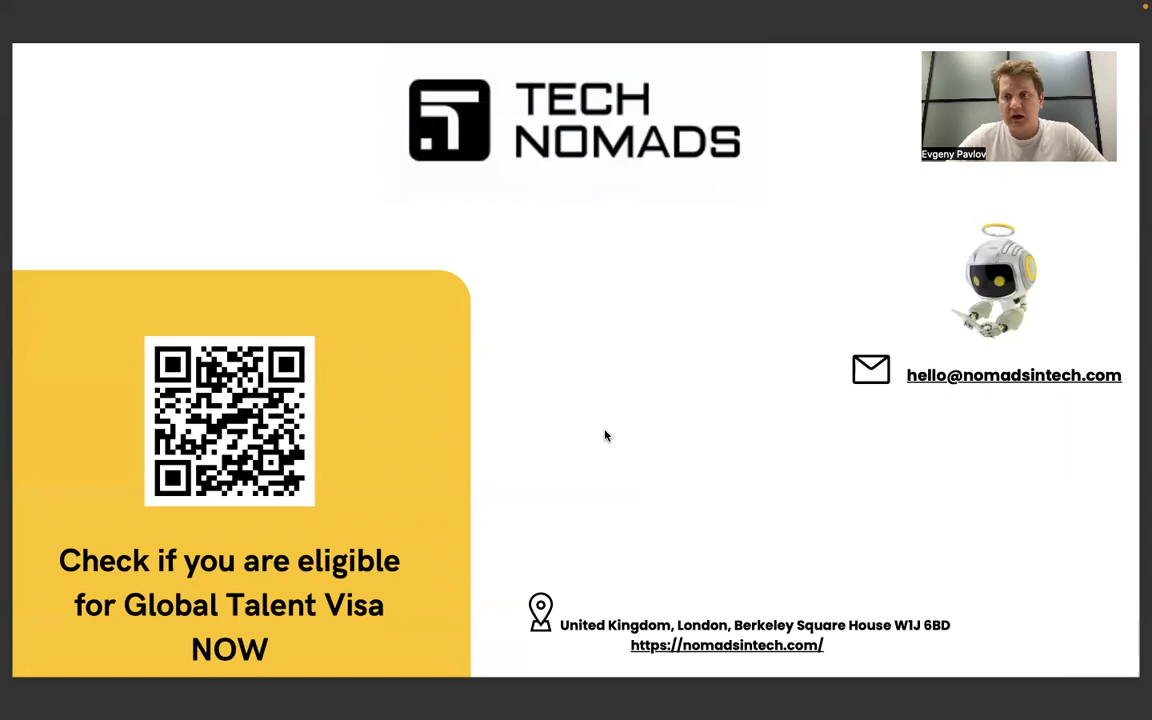 TECH
NOMADS
Evgeny Pavlov
hello@nomadsintech.com
Check if you are eligible
for Global Talent Visa
NOW
United Kingdom, London, Berkeley Square House W1J 6BD
https://nomadsintech.com/